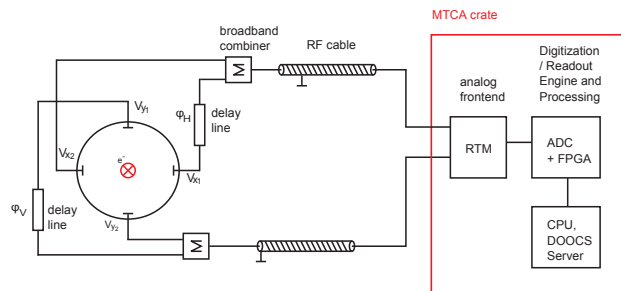 MTCA crate
broadband
combiner
RF cable
Digitization
/ Readout
Engine and
Processing
analog
frontend
M
φH
delay
line
Vy1
Vx2
e-
Vx1
RTM
ADC
+ FPGA
φV
delay
line
Vy2
M
CPU,
DOOCS
Server